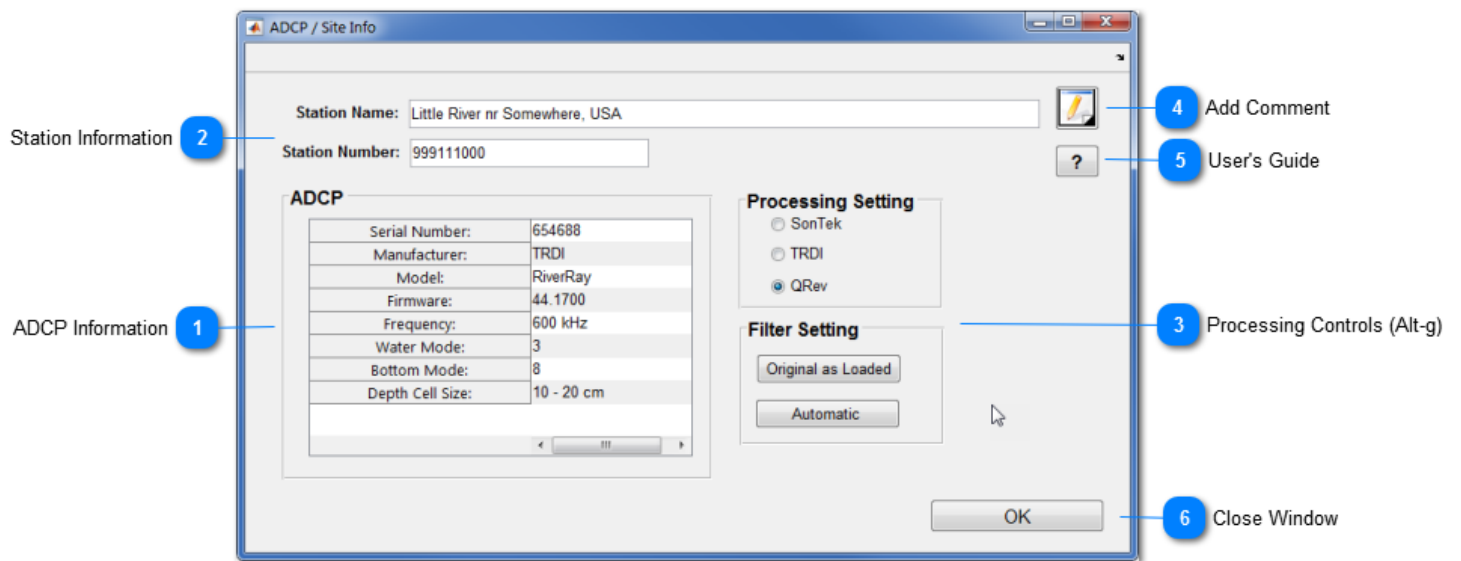 ADCP / Site Info
Station Name: Little River nr Somewhere, USA
4 Add Comment
Station Information 2
Station Number: 999111000
? 5 User's Guide
ADCP
Serial Number: 654688
Manufacturer: TRDI
Model: RiverRay
Firmware: 44.1700
Frequency: 600 kHz
Water Mode: 3
Bottom Mode: 8
Depth Cell Size: 10 - 20 cm
ADCP Information 1
Processing Setting
SonTek
TRDI
QRev
Filter Setting
Original as Loaded
Automatic
3 Processing Controls (Alt-g)
OK
6 Close Window